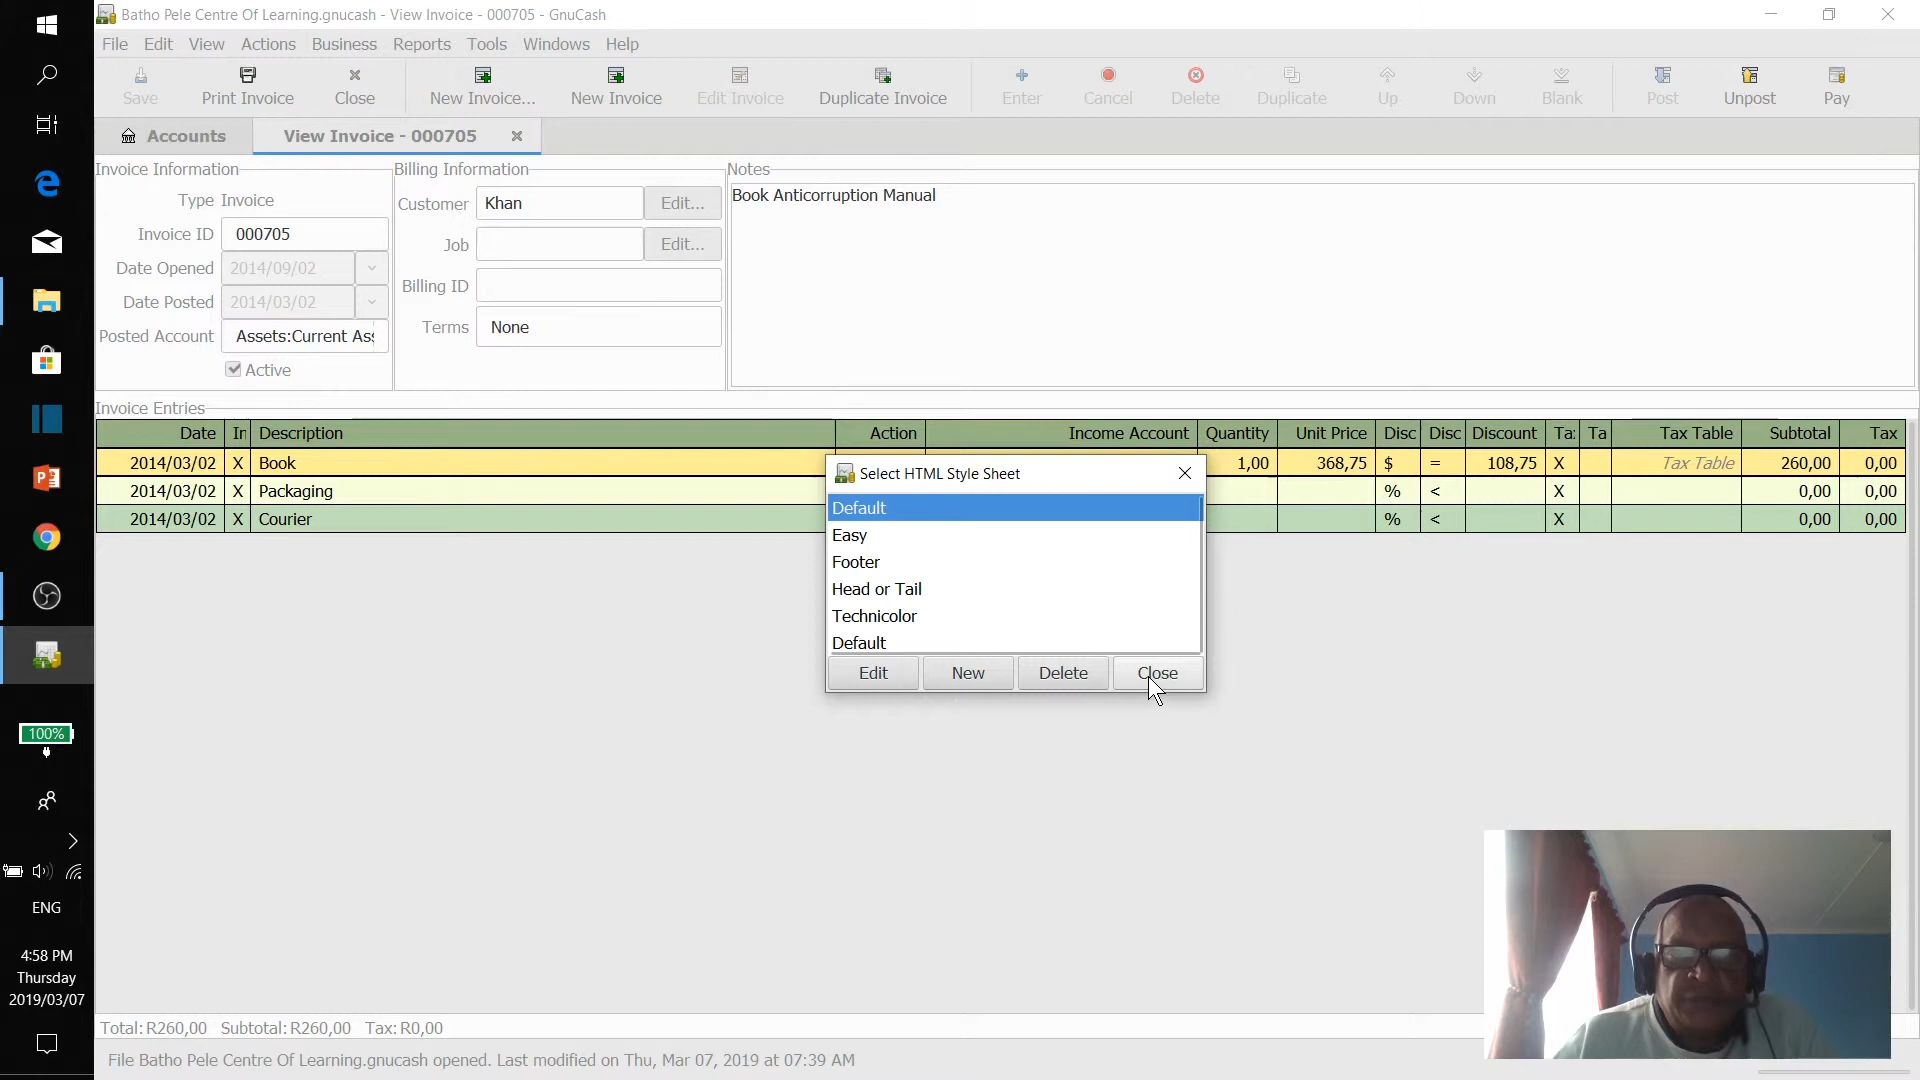 Batho Pele Centre Of Learning.gnucash - View Invoice - 000705 - GnuCash
File Edit View Actions Business Reports Tools Windows Help
Save Print Invoice Close New Invoice... New Invoice Edit Invoice Duplicate Invoice Enter Cancel Delete Duplicate Up Down Blank Post Unpost Pay
Accounts View Invoice - 000705
Invoice Information
Type Invoice
Invoice ID 000705
Date Opened 2014/09/02
Date Posted 2014/03/02
Posted Account Assets:Current Ass
Active
Billing Information
Customer Khan Edit...
Job Edit...
Billing ID
Terms None
Notes
Book Anticorruption Manual
Invoice Entries
Date In Description Action Income Account Quantity Unit Price Disc Disc Discount Ta: Ta Tax Table Subtotal Tax
2014/03/02 X Book 1,00 368,75 $ = 108,75 X Tax Table 260,00 0,00
2014/03/02 X Packaging % < X 0,00 0,00
2014/03/02 X Courier % < X 0,00 0,00
Select HTML Style Sheet
Default
Easy
Footer
Head or Tail
Technicolor
Default
Edit New Delete Close
100%
ENG
4:58 PM
Thursday
2019/03/07
Total: R260,00 Subtotal: R260,00 Tax: R0,00
File Batho Pele Centre Of Learning.gnucash opened. Last modified on Thu, Mar 07, 2019 at 07:39 AM